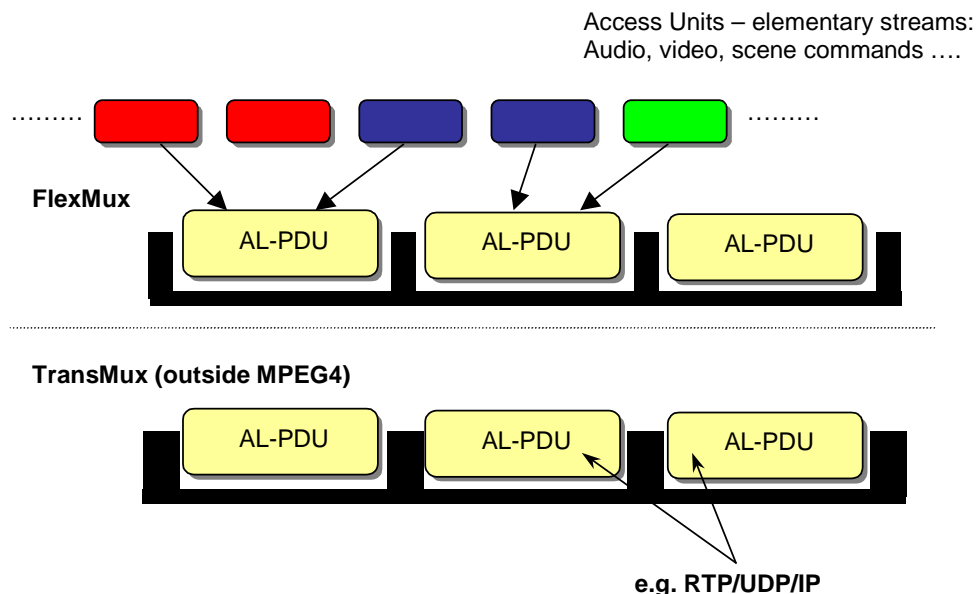 Access Units – elementary streams:
Audio, video, scene commands ….
……… ………
FlexMux
AL-PDU AL-PDU AL-PDU
TransMux (outside MPEG4)
AL-PDU AL-PDU AL-PDU
e.g. RTP/UDP/IP